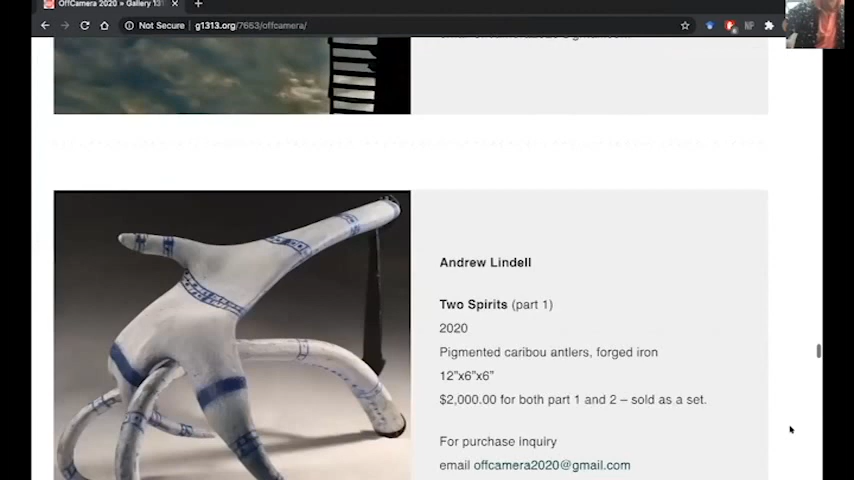 OffCamera 2020 » Gallery 131
Not Secure
g1313.org/7663/offcamera/
NF
Andrew Lindell
Two Spirits (part 1)
2020
Pigmented caribou antlers, forged iron
12”x6”x6”
$2,000.00 for both part 1 and 2 – sold as a set.
For purchase inquiry
email offcamera2020@gmail.com